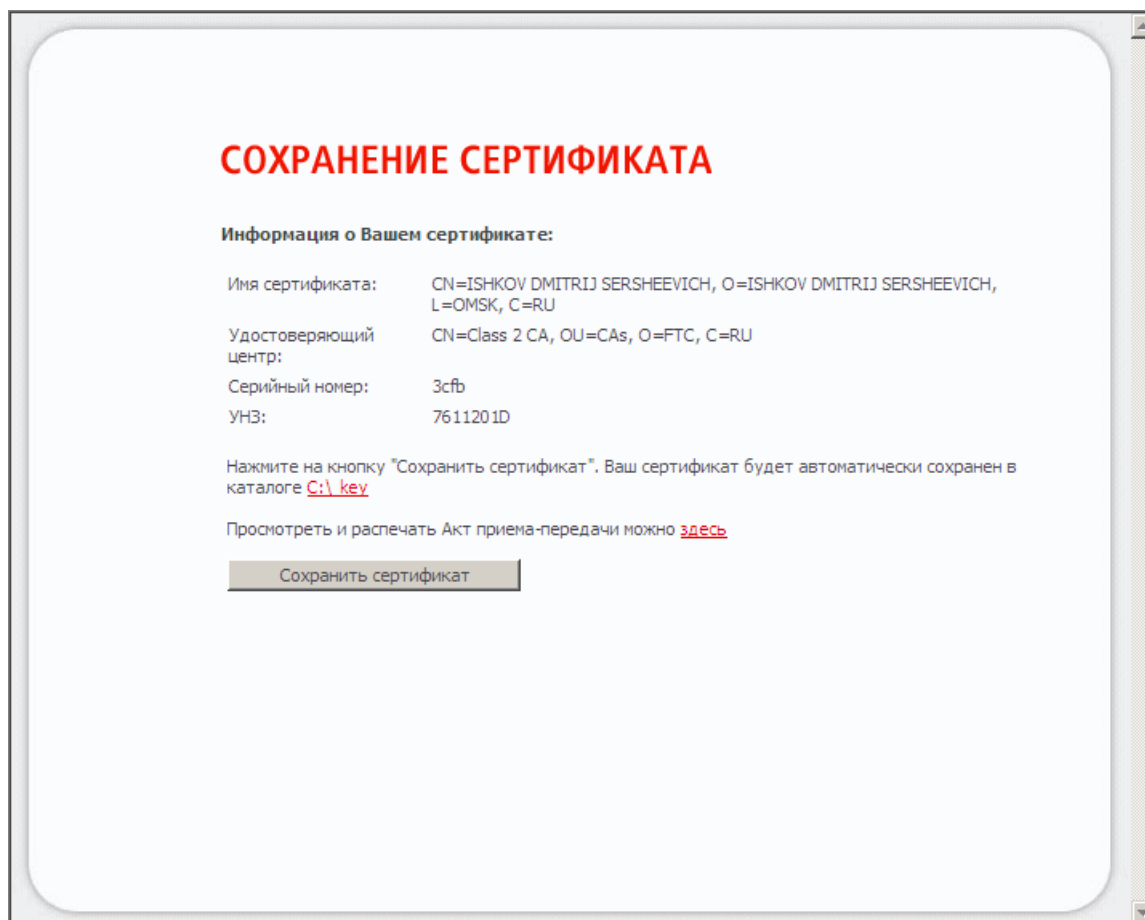 СОХРАНЕНИЕ СЕРТИФИКАТА
Информация о Вашем сертификате:
Имя сертификата: CN=ISHKOV DMITRIJ SERSHEEVICH, O=ISHKOV DMITRIJ SERSHEEVICH,
L=OMSK, C=RU
Удостоверяющий CN=Class 2 CA, OU=CAs, O=FTC, C=RU
центр:
Серийный номер: 3cfb
УНЗ: 7611201D
Нажмите на кнопку "Сохранить сертификат". Ваш сертификат будет автоматически сохранен в
каталоге C:\_key
Просмотреть и распечать Акт приема-передачи можно здесь
Сохранить сертификат